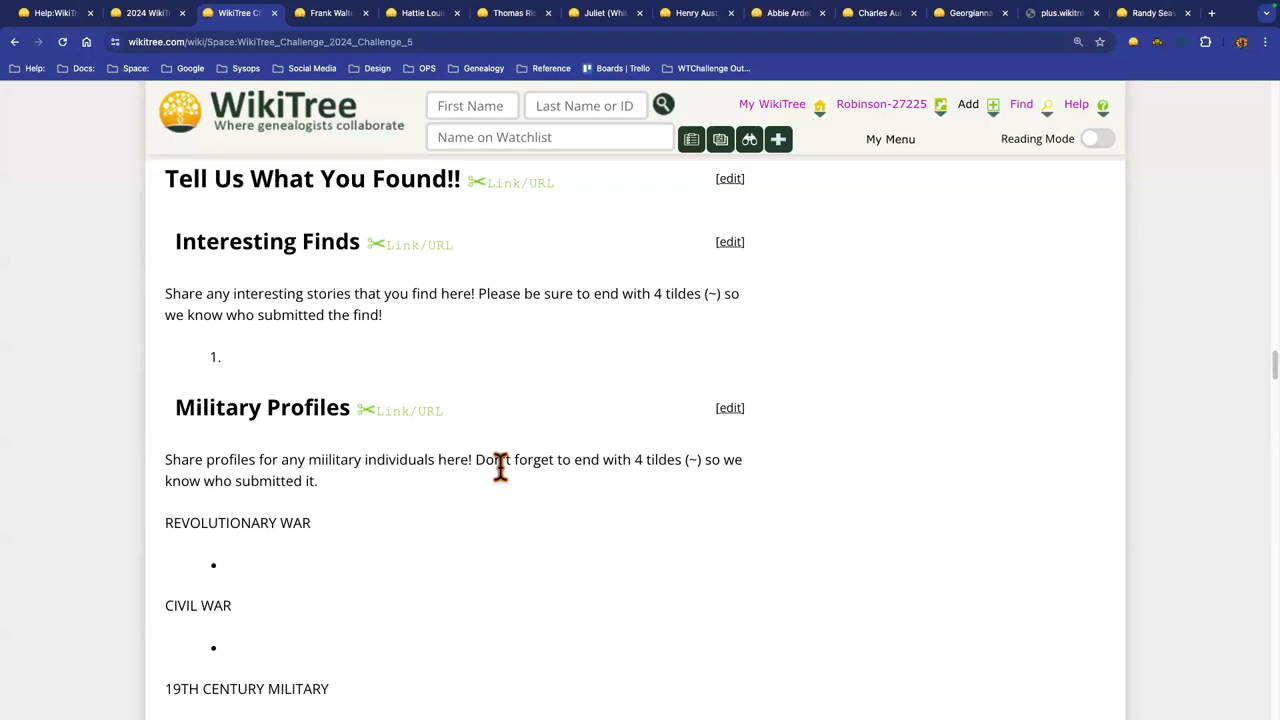 Help:W
2024 Wiki
WikiTree C
Frank Walt
Hattie Loui
Thomas Ri
Juliet (Whi
Henry Aust
Abbie Arde
Charles Au
Georgianna
plus.wikitre
Randy Sea
wikitree.com/wiki/Space:WikiTree_Challenge_2024_Challenge_5
Help:
Docs:
Space:
Google
Sysops
Social Media
Design
OPS
Genealogy
Reference
Boards | Trello
WTChallenge Out...
WikiTree
Where genealogists collaborate
First Name
Last Name or ID
My WikiTree
Robinson-27225
Add
Find
Help
Name on Watchlist
My Menu
Reading Mode
Tell Us What You Found!! Link/URL [edit]
Interesting Finds Link/URL [edit]
Share any interesting stories that you find here! Please be sure to end with 4 tildes (~) so
we know who submitted the find!
1.
Military Profiles Link/URL [edit]
Share profiles for any miilitary individuals here! Don't forget to end with 4 tildes (~) so we
know who submitted it.
REVOLUTIONARY WAR
CIVIL WAR
19TH CENTURY MILITARY